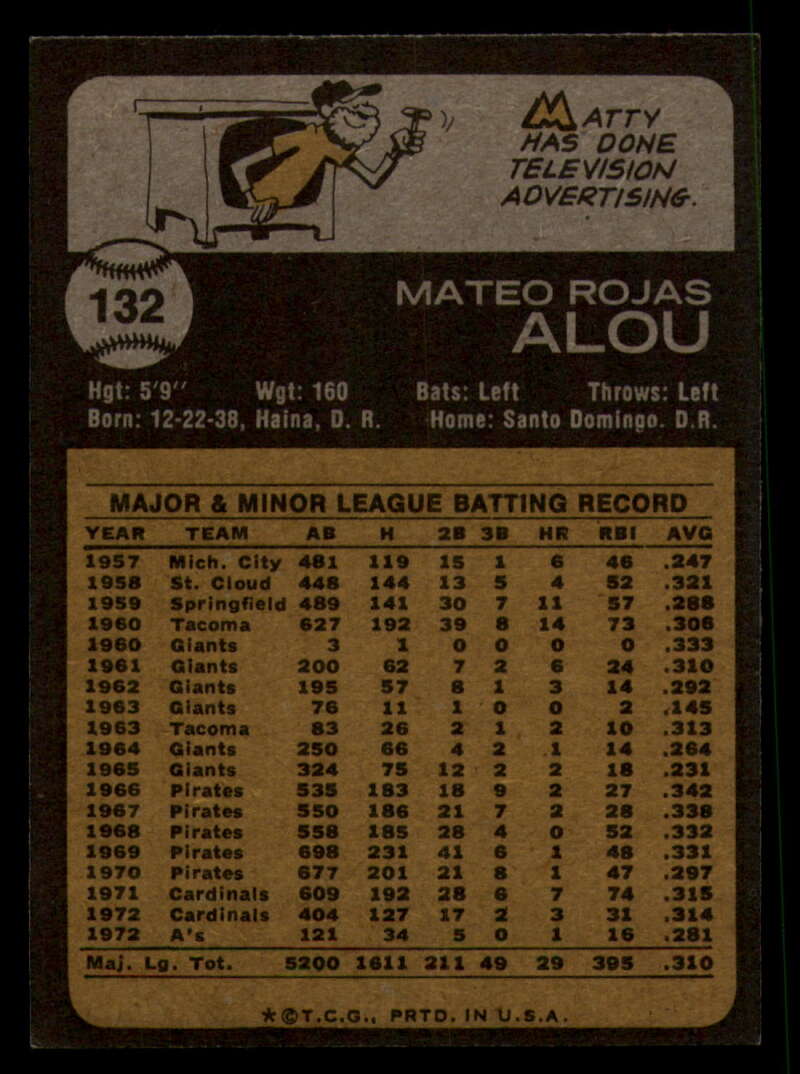 MATTY
HAS DONE
TELEVISION
ADVERTISING.
132
MATEO ROJAS
ALOU
Hgt: 5'9" Wgt: 160 Bats: Left Throws: Left
Born: 12-22-38, Haina, D. R. Home: Santo Domingo. D.R.
MAJOR & MINOR LEAGUE BATTING RECORD
YEAR TEAM AB H 2B 3B HR RBI AVG
1957 Mich. City 481 119 15 1 6 46 .247
1958 St. Cloud 448 144 13 5 4 52 .321
1959 Springfield 489 141 30 7 11 57 .288
1960 Tacoma 627 192 39 8 14 73 .306
1960 Giants 3 1 0 0 0 0 .333
1961 Giants 200 62 7 2 6 24 .310
1962 Giants 195 57 8 1 3 14 .292
1963 Giants 76 11 1 0 0 2 .145
1963 Tacoma 83 26 2 1 2 10 .313
1964 Giants 250 66 4 2 1 14 .264
1965 Giants 324 75 12 2 2 18 .231
1966 Pirates 535 183 18 9 2 27 .342
1967 Pirates 550 186 21 7 2 28 .338
1968 Pirates 558 185 28 4 0 52 .332
1969 Pirates 698 231 41 6 1 48 .331
1970 Pirates 677 201 21 8 1 47 .297
1971 Cardinals 609 192 28 6 7 74 .315
1972 Cardinals 404 127 17 2 3 31 .314
1972 A's 121 34 5 0 1 16 .281
Maj. Lg. Tot. 5200 1611 211 49 29 395 .310
*©T.C.G., PRTD. IN U.S.A.